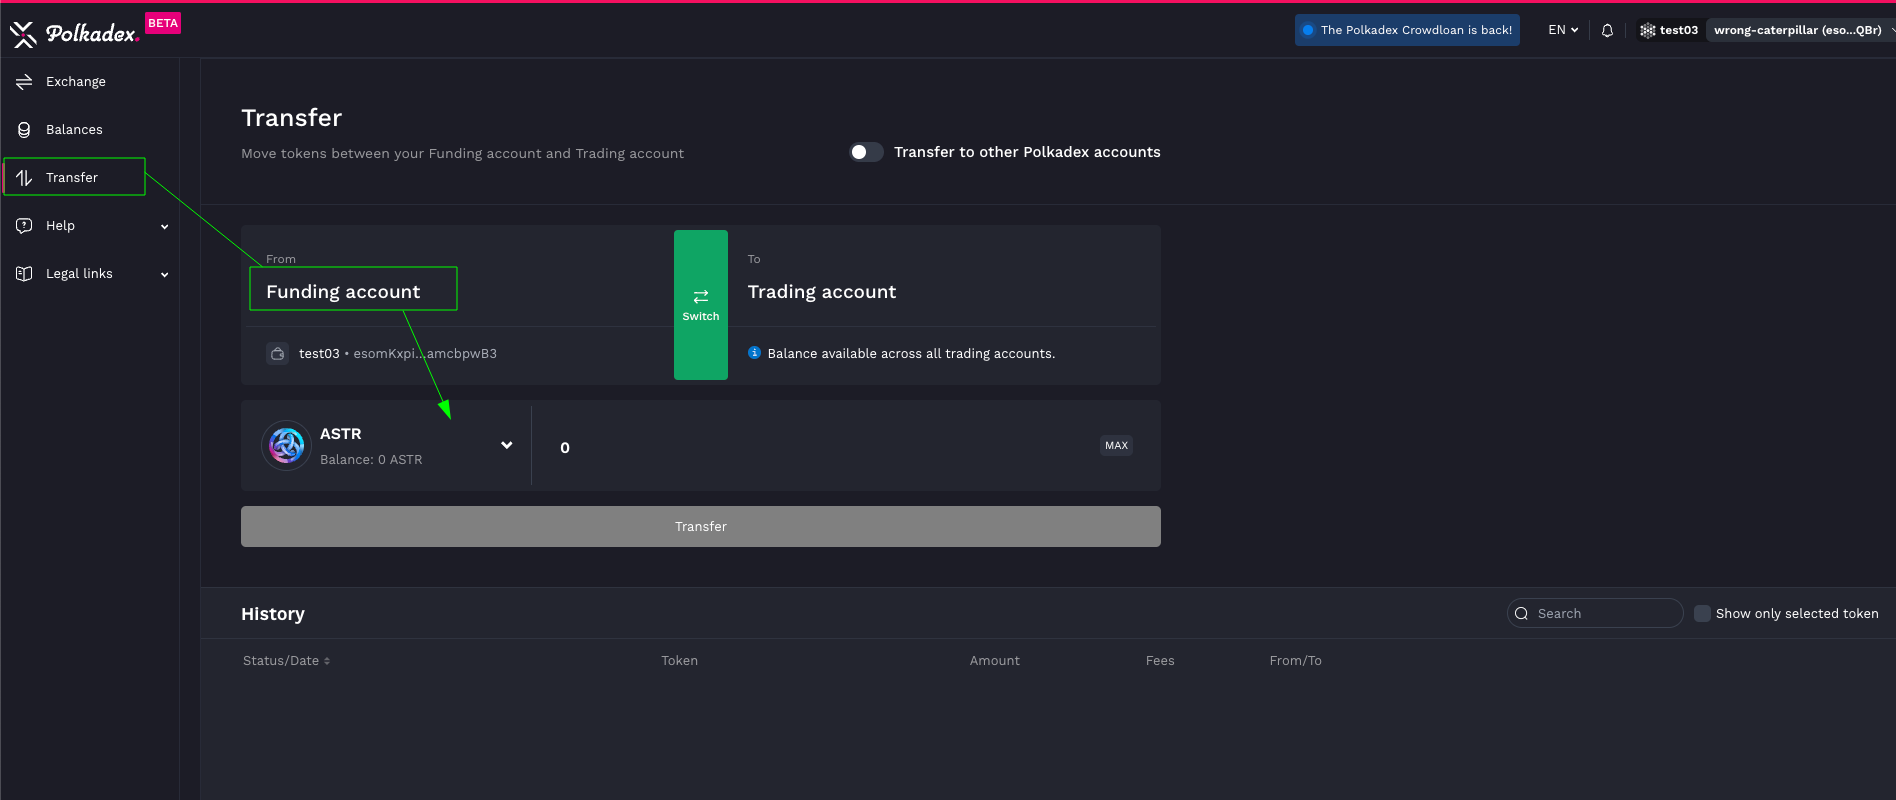 Polkadex.
BETA
The Polkadex Crowdloan is back!
EN
test03
wrong-caterpillar (eso...QBr)
Exchange
Balances
Transfer
Help
Legal links
Transfer
Move tokens between your Funding account and Trading account
Transfer to other Polkadex accounts
From
Funding account
test03 • esomKxpi...amcbpwB3
Switch
To
Trading account
Balance available across all trading accounts.
ASTR
Balance: 0 ASTR
0
MAX
Transfer
History
Search
Show only selected token
Status/Date
Token
Amount
Fees
From/To